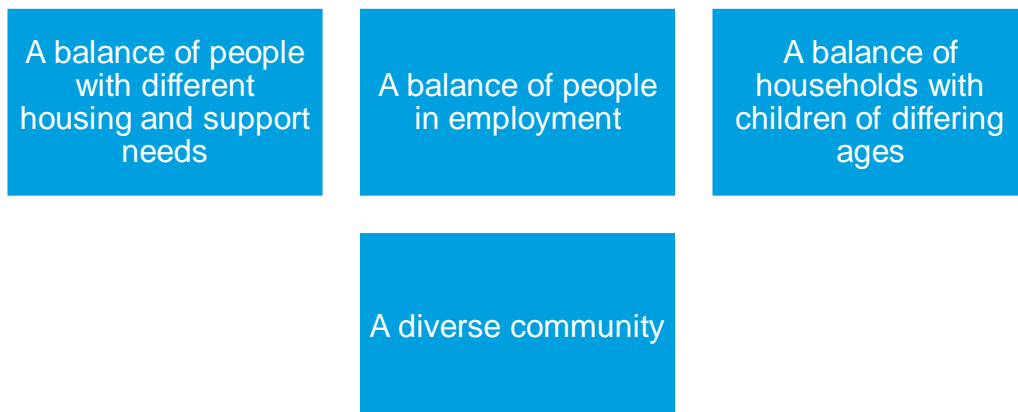 A balance of people
with different
housing and support
needs
A balance of people
in employment
A balance of
households with
children of differing
ages
A diverse community